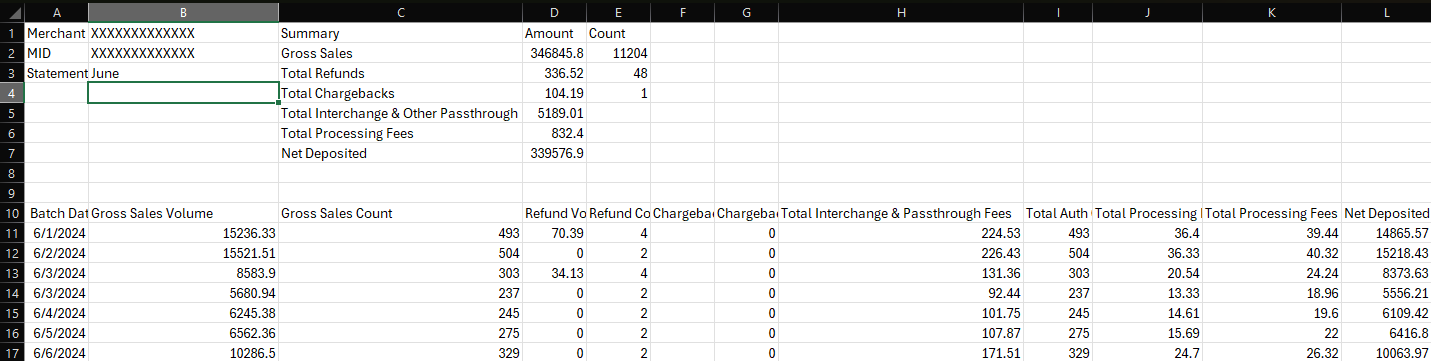 A B C D E F G H I J K L
1 Merchant XXXXXXXXXXXXX Summary Amount Count
2 MID XXXXXXXXXXXXX Gross Sales 346845.8 11204
3 Statement June Total Refunds 336.52 48
4 Total Chargebacks 104.19 1
5 Total Interchange & Other Passthrough 5189.01
6 Total Processing Fees 832.4
7 Net Deposited 339576.9
8
9
10 Batch Dat Gross Sales Volume Gross Sales Count Refund Vo Refund Co Chargeba Chargeba Total Interchange & Passthrough Fees Total Auth Total Processing Total Processing Fees Net Deposited
11 6/1/2024 15236.33 493 70.39 4 0 224.53 493 36.4 39.44 14865.57
12 6/2/2024 15521.51 504 0 2 0 226.43 504 36.33 40.32 15218.43
13 6/3/2024 8583.9 303 34.13 4 0 131.36 303 20.54 24.24 8373.63
14 6/3/2024 5680.94 237 0 2 0 92.44 237 13.33 18.96 5556.21
15 6/4/2024 6245.38 245 0 2 0 101.75 245 14.61 19.6 6109.42
16 6/5/2024 6562.36 275 0 2 0 107.87 275 15.69 22 6416.8
17 6/6/2024 10286.5 329 0 2 0 171.51 329 24.7 26.32 10063.97